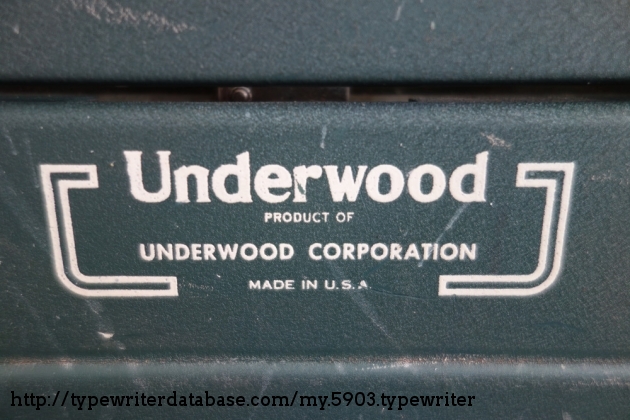 Underwood
PRODUCT OF
UNDERWOOD CORPORATION
MADE IN U.S.A
http://typewriterdatabase.com/my.5903.typewriter